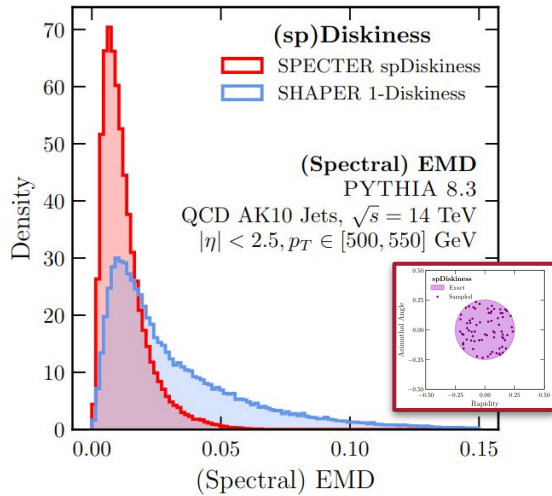 (sp)Diskiness
SPECTER spDiskiness
SHAPER 1-Diskiness
(Spectral) EMD
PYTHIA 8.3
QCD AK10 Jets, √s = 14 TeV
|η| < 2.5, p_T ∈ [500, 550] GeV
Density
70
60
50
40
30
20
10
0
0.00 0.05 0.10 0.15
(Spectral) EMD
spDiskiness
Exact
Sampled
Azimuthal Angle
0.50
0.25
0.00
−0.25
−0.50
−0.50 −0.25 0.00 0.25 0.50
Rapidity